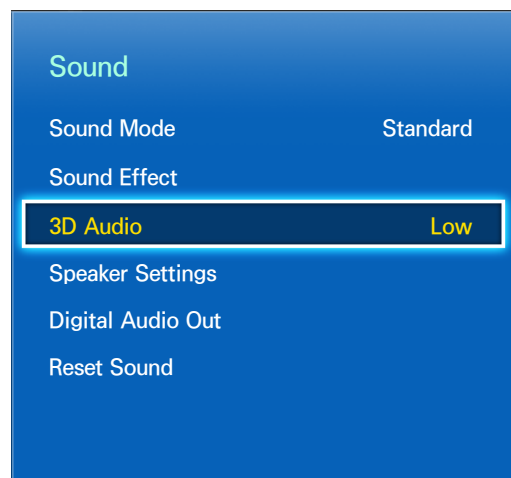 Sound
Sound Mode Standard
Sound Effect
3D Audio Low
Speaker Settings
Digital Audio Out
Reset Sound